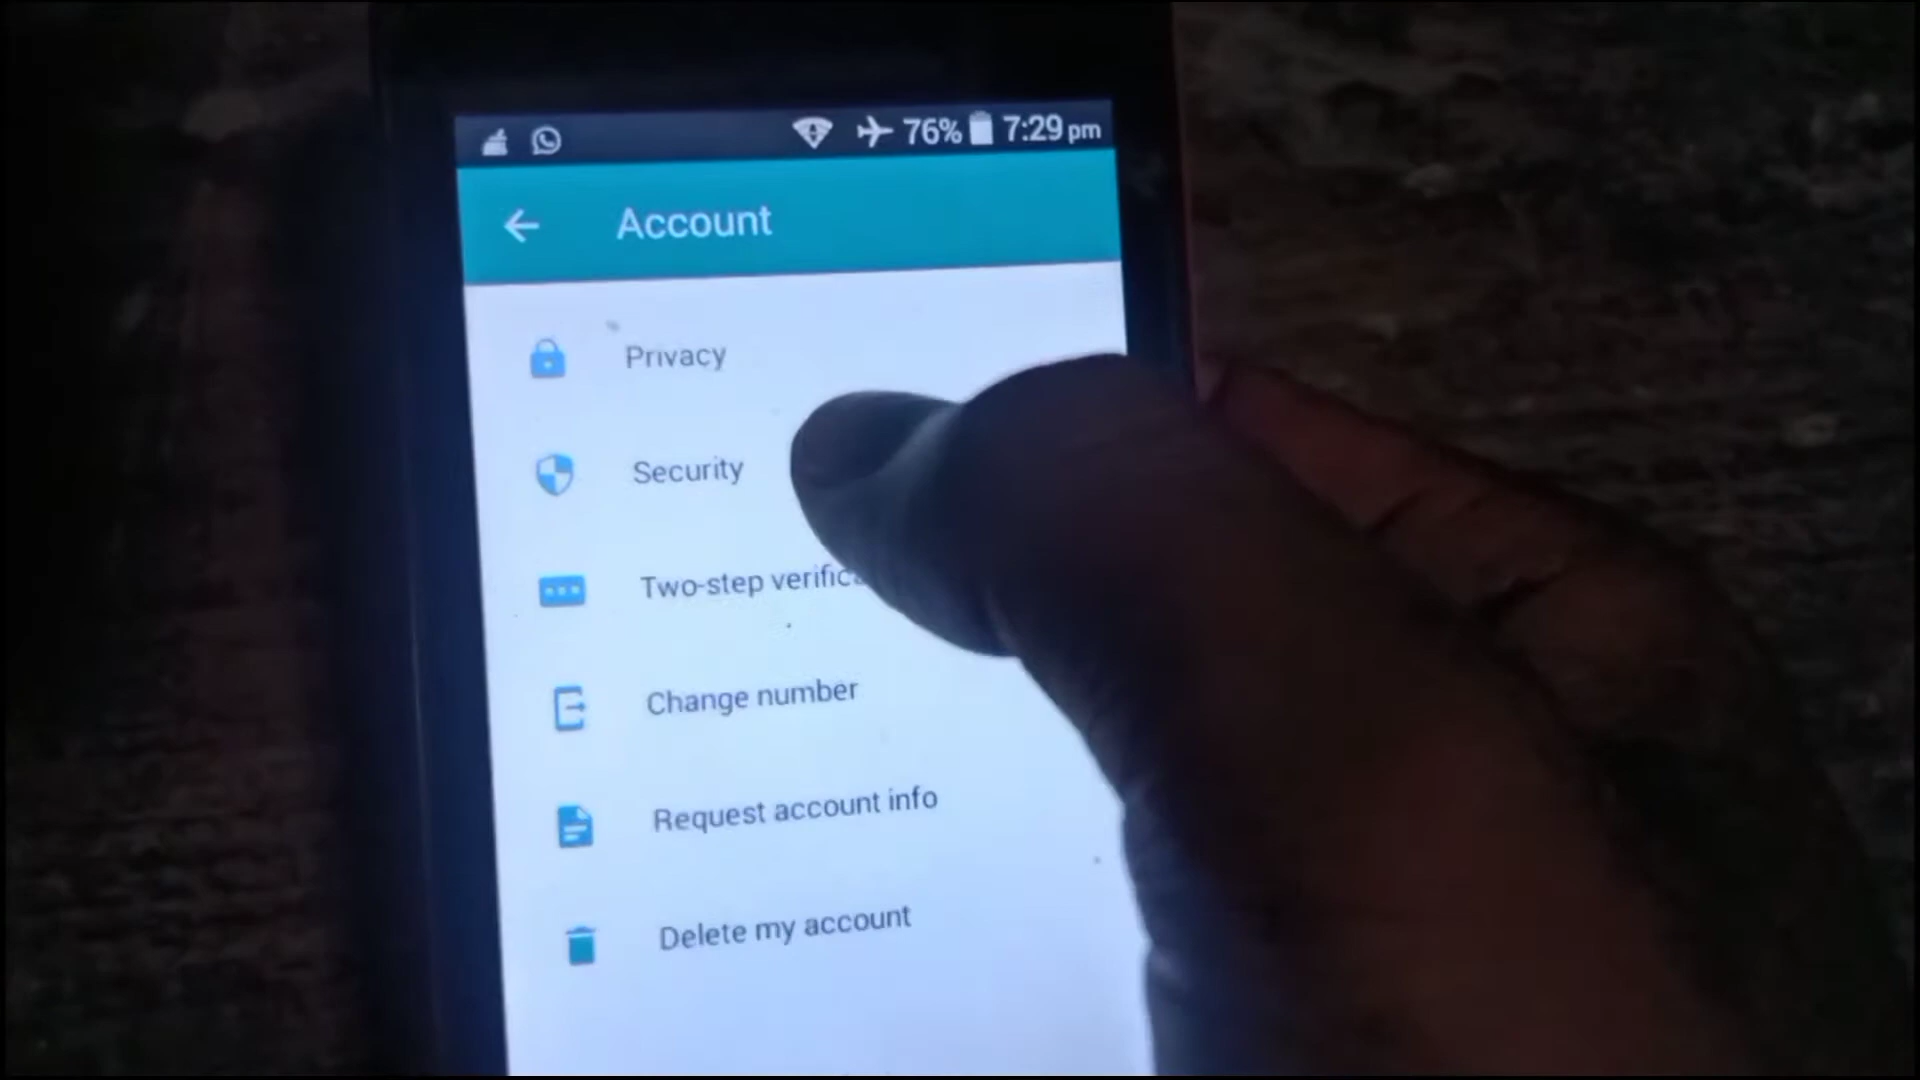 76% 7:29 pm
Account
Privacy
Security
Two-step verific
Change number
Request account info
Delete my account